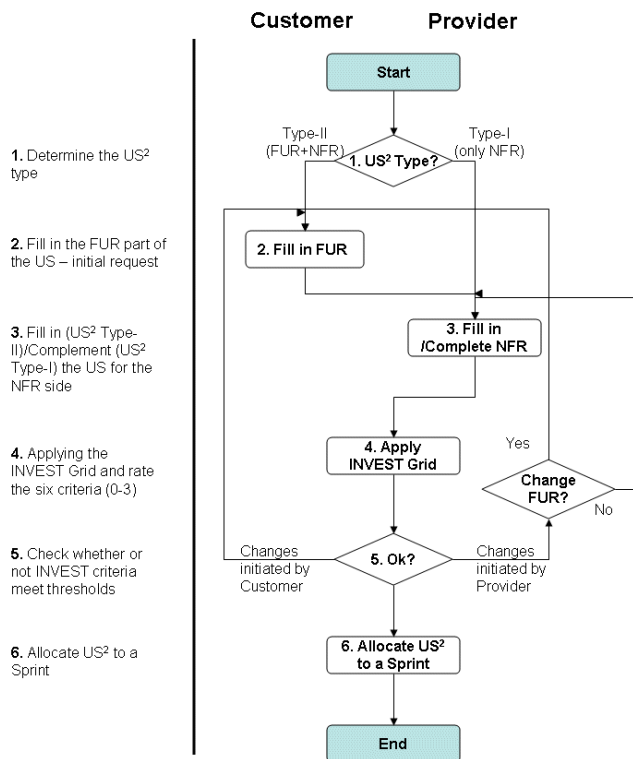 Customer
Provider
Start
Type-II
(FUR+NFR)
Type-I
(only NFR)
1. Determine the US²
type
1. US² Type?
2. Fill in the FUR part of
the US – initial request
2. Fill in FUR
3. Fill in (US² Type-
II)/Complement (US²
Type-I) the US for the
NFR side
3. Fill in
/Complete NFR
4. Applying the
INVEST Grid and rate
the six criteria (0-3)
4. Apply
INVEST Grid
Yes
Change
FUR?
No
5. Check whether or
not INVEST criteria
meet thresholds
Changes
initiated by
Customer
5. Ok?
Changes
initiated by
Provider
6. Allocate US² to a
Sprint
6. Allocate US²
to a Sprint
End